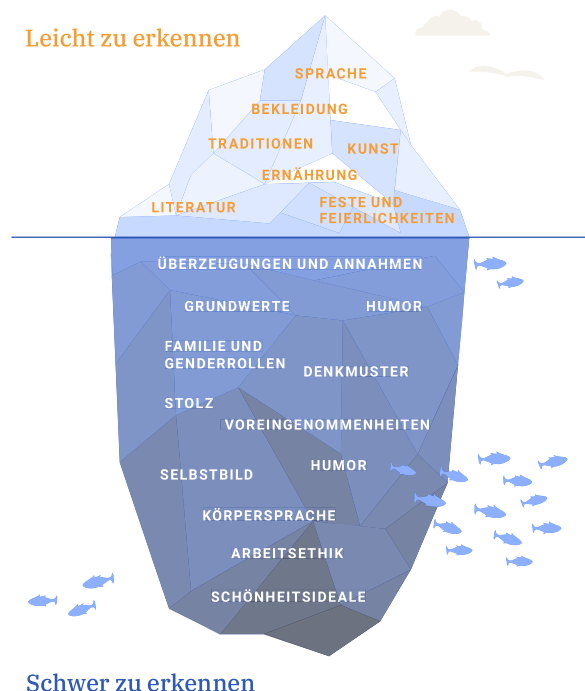 Leicht zu erkennen
SPRACHE
BEKLEIDUNG
TRADITIONEN
KUNST
ERNÄHRUNG
LITERATUR
FESTE UND
FEIERLICHKEITEN
ÜBERZEUGUNGEN UND ANNAHMEN
GRUNDWERTE
HUMOR
FAMILIE UND
GENDERROLLEN
DENKMUSTER
STOLZ
VOREINGENOMMENHEITEN
HUMOR
SELBSTBILD
KÖRPERSPRACHE
ARBEITSETHIK
SCHÖNHEITSIDEALE
Schwer zu erkennen